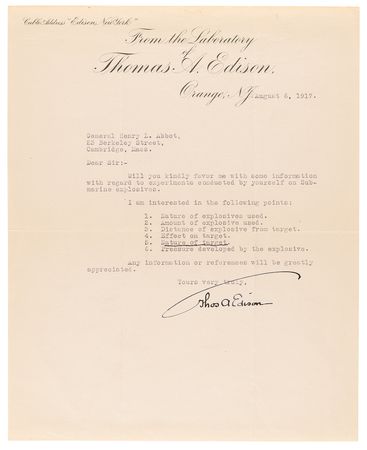 Cable Address "Edison, New York"
From the Laboratory
of
Thomas A. Edison,
Orange, N.J. August 6, 1917.
General Henry L. Abbot,
23 Berkeley Street,
Cambridge, Mass.
Dear Sir:-
Will you kindly favor me with some information
with regard to experiments conducted by yourself on Sub-
marine explosives.
I am interested in the following points:
1. Nature of explosives used.
2. Amount of explosive used.
3. Distance of explosive from target.
4. Effect on target.
5. Nature of target.
6. Pressure developed by the explosive.
Any information or references will be greatly
appreciated.
Yours very truly,
Thos A Edison